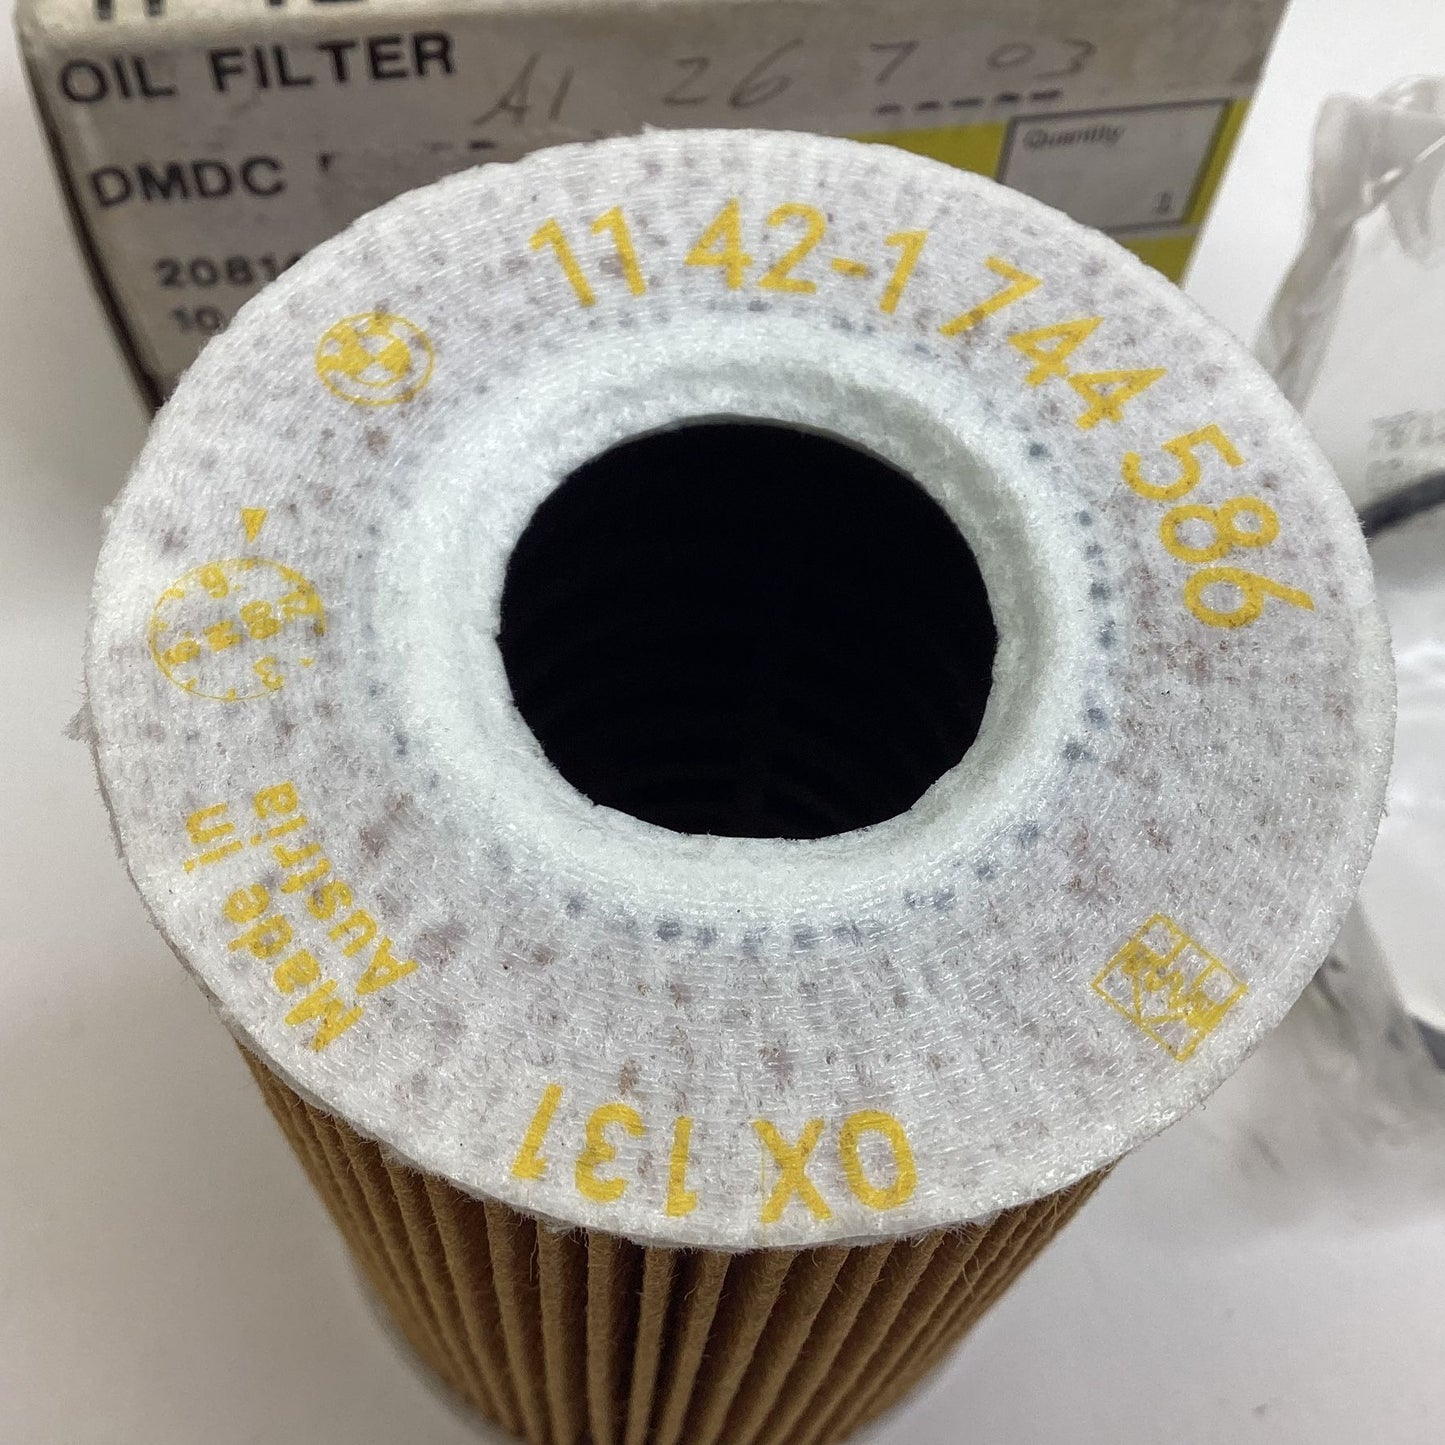 OIL FILTER
A1 26 7 03
DMDC
Quantity
1
11 42-1 744 586
Made in
Austria
OX 131